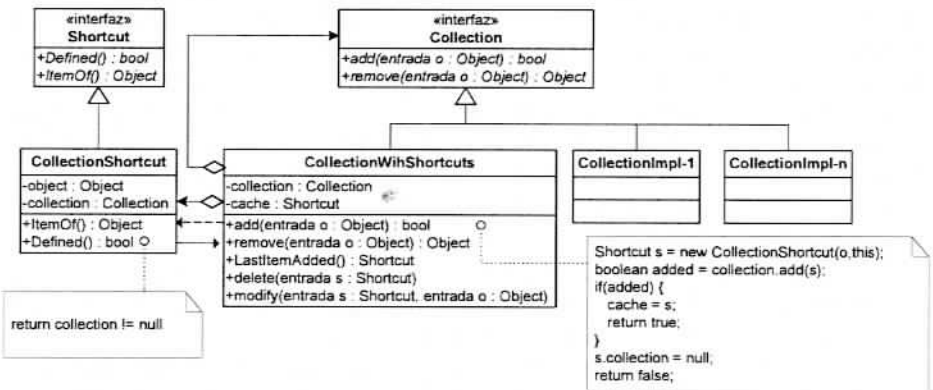 «interfaz»
Shortcut
+Defined() : bool
+ItemOf() : Object
«interfaz»
Collection
+add(entrada o : Object) : bool
+remove(entrada o : Object) : Object
CollectionShortcut
-object : Object
-collection : Collection
+ItemOf() : Object
+Defined() : bool
CollectionWihShortcuts
-collection : Collection
-cache : Shortcut
+add(entrada o : Object) : bool
+remove(entrada o : Object) : Object
+LastItemAdded() : Shortcut
+delete(entrada s : Shortcut)
+modify(entrada s : Shortcut, entrada o : Object)
CollectionImpl-1
CollectionImpl-n
return collection != null
Shortcut s = new CollectionShortcut(o,this);
boolean added = collection.add(s);
if(added) {
cache = s;
return true;
}
s.collection = null;
return false;